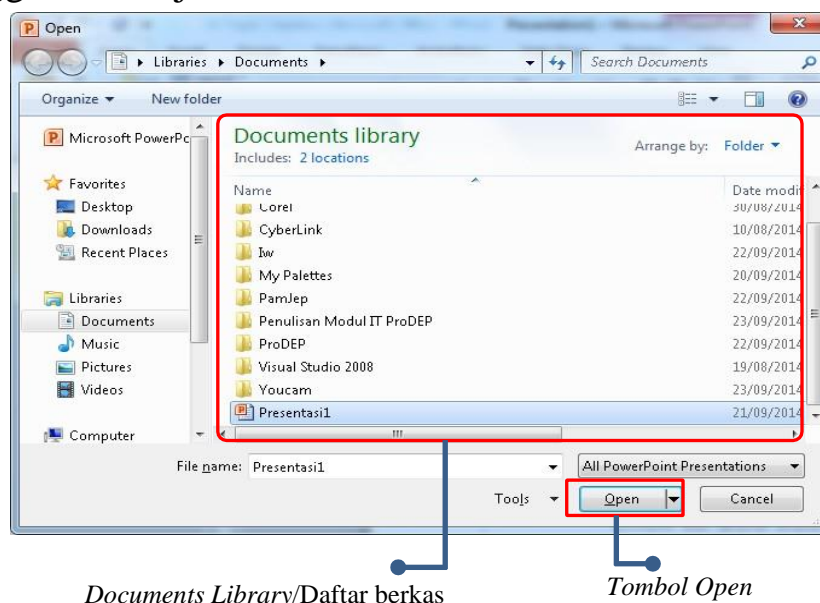 Open
Libraries ▸ Documents ▸
Search Documents
Organize
New folder
Microsoft PowerPo
Favorites
Desktop
Downloads
Recent Places
Libraries
Documents
Music
Pictures
Videos
Computer
Documents library
Includes: 2 locations
Arrange by: Folder
Name Date modif
Corel 30/08/2014
CyberLink 10/08/2014
Iw 22/09/2014
My Palettes 20/09/2014
PamJep 22/09/2014
Penulisan Modul IT ProDEP 23/09/2014
ProDEP 22/09/2014
Visual Studio 2008 19/08/2014
Youcam 23/09/2014
Presentasi1 21/09/2014
File name: Presentasi1
All PowerPoint Presentations
Tools Open Cancel
Documents Library/Daftar berkas
Tombol Open